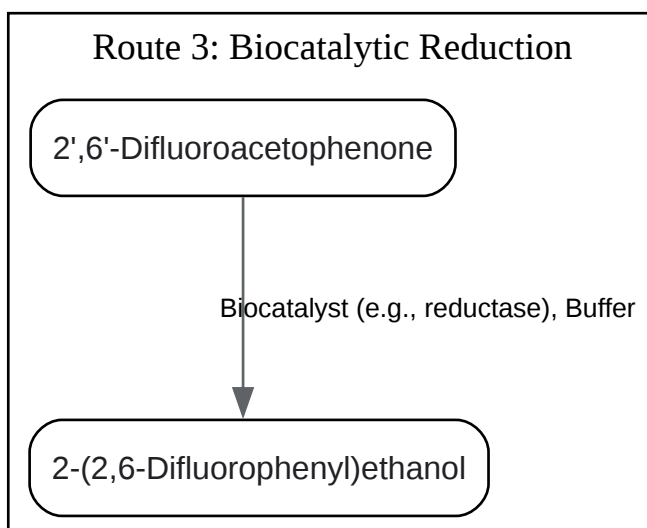 Route 3: Biocatalytic Reduction
2',6'-Difluoroacetophenone
Biocatalyst (e.g., reductase), Buffer
2-(2,6-Difluorophenyl)ethanol